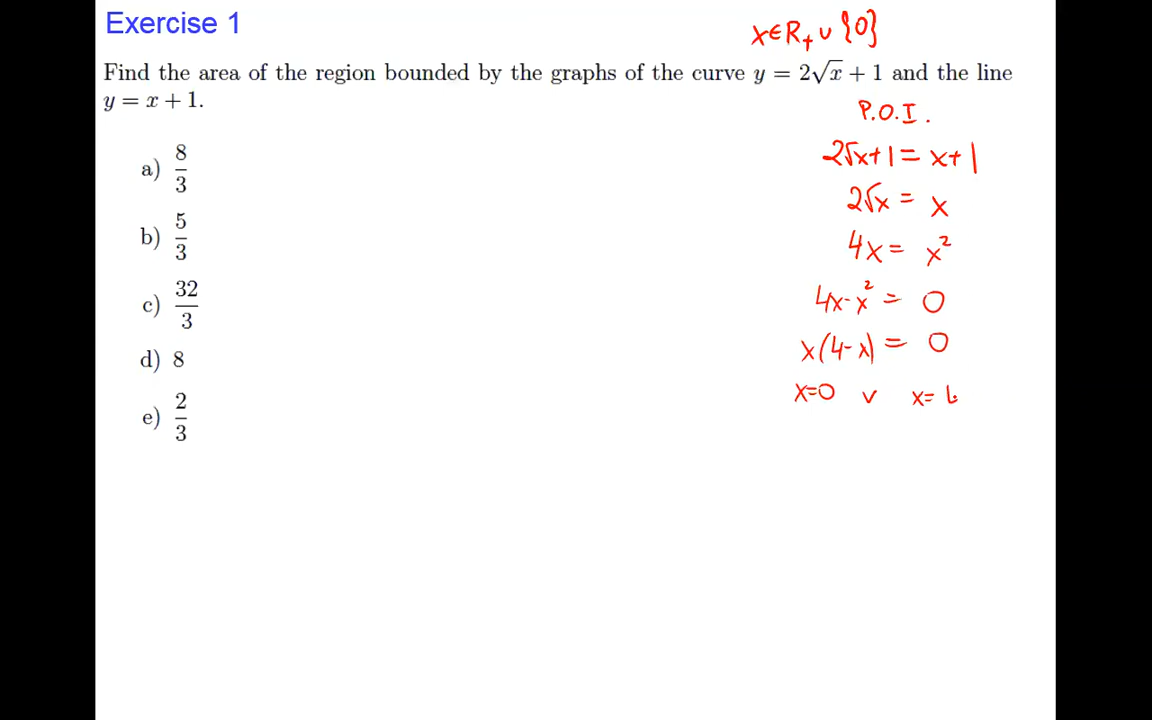 Exercise 1
x∈R₊∪{0}
Find the area of the region bounded by the graphs of the curve y = 2√x + 1 and the line
y = x + 1.
P.O.I.
a) 8/3
2√x+1 = x+1
2√x = x
b) 5/3
4x = x²
c) 32/3
4x-x² = 0
x(4-x) = 0
d) 8
x=0 ∨ x=
e) 2/3